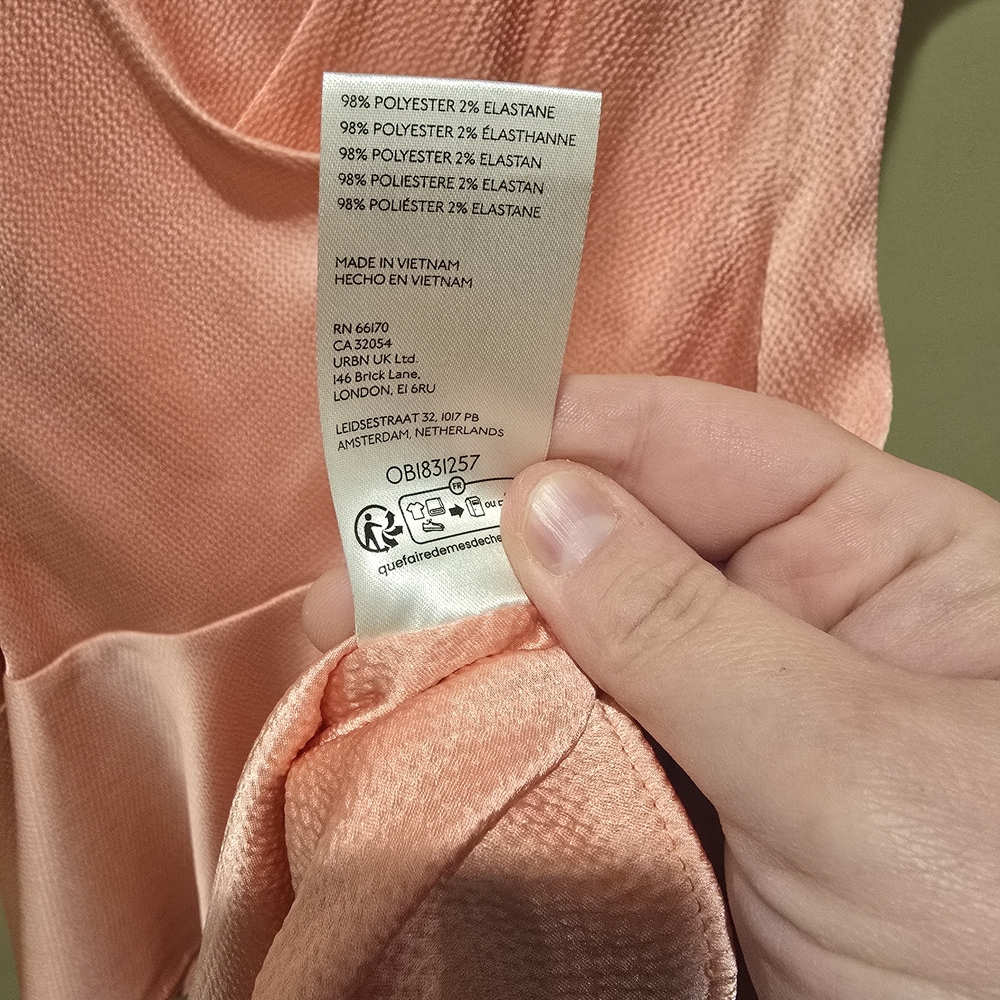 98% POLYESTER 2% ELASTANE
98% POLYESTER 2% ÉLASTHANNE
98% POLYESTER 2% ELASTAN
98% POLIESTERE 2% ELASTAN
98% POLIÉSTER 2% ELASTANE
MADE IN VIETNAM
HECHO EN VIETNAM
RN 66170
CA 32054
URBN UK Ltd.
146 Brick Lane,
LONDON, E1 6RU
LEIDSESTRAAT 32, 1017 PB
AMSTERDAM, NETHERLANDS
OB1831257
FR
ou
quefairedemesdeche